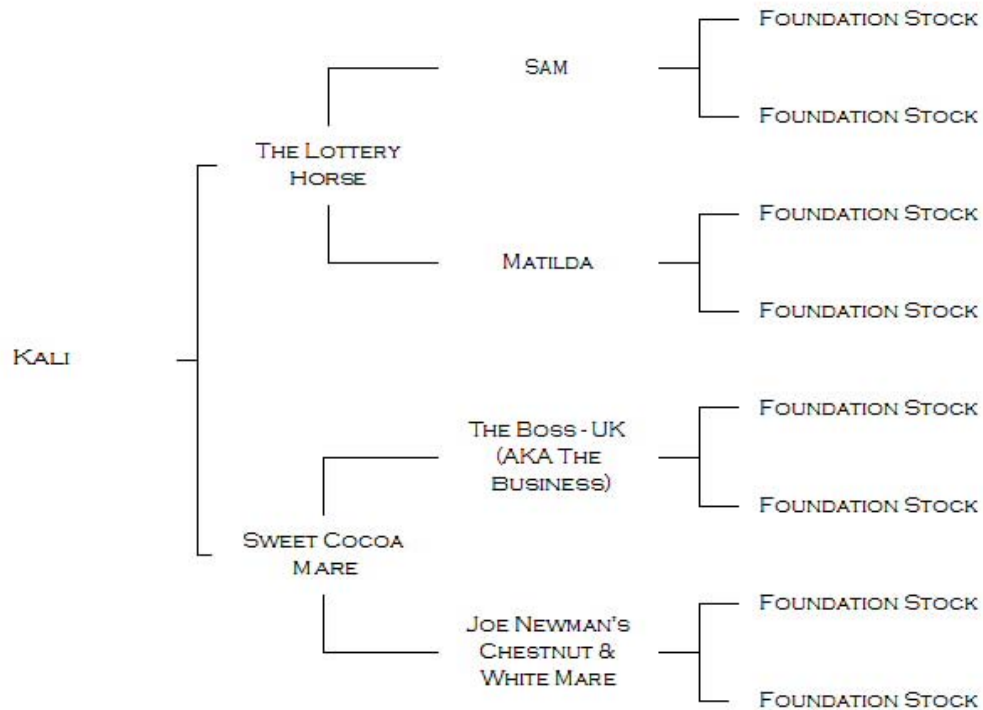 Foundation Stock
Sam
Foundation Stock
The Lottery
Horse
Foundation Stock
Matilda
Foundation Stock
Kali
Foundation Stock
The Boss - UK
(AKA The
Business)
Foundation Stock
Sweet Cocoa
Mare
Foundation Stock
Joe Newman's
Chestnut &
White Mare
Foundation Stock